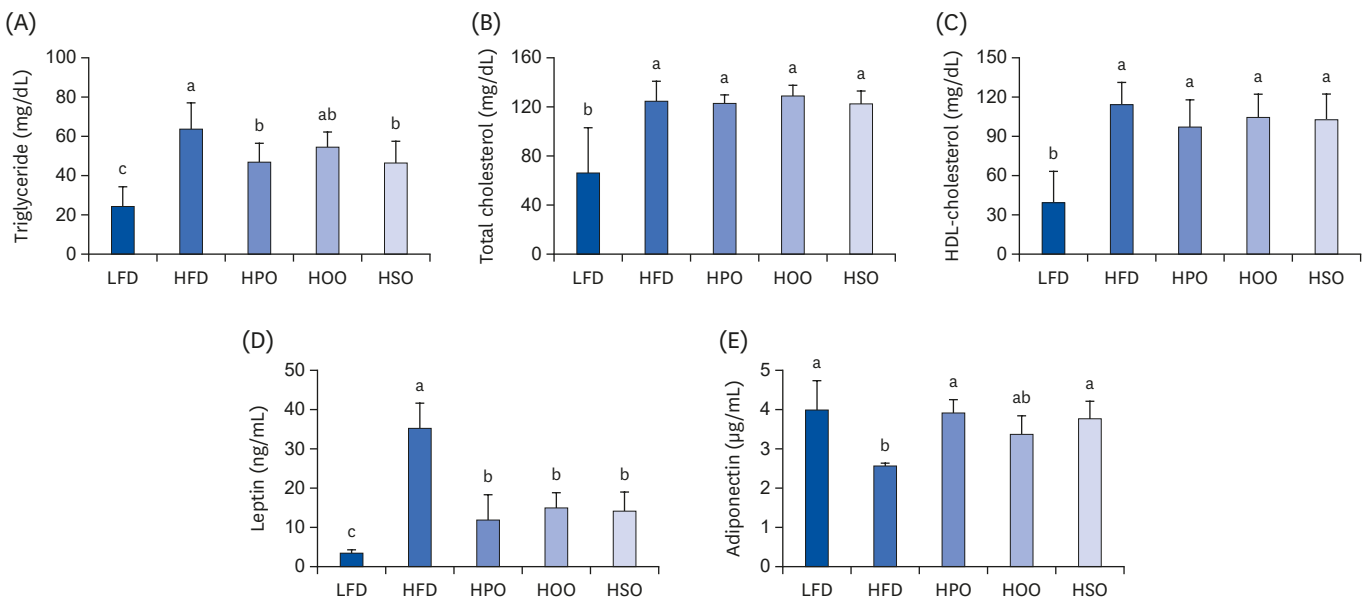 (A)
Triglyceride (mg/dL)
100
80
60
40
20
0
c
a
b
ab
b
LFD HFD HPO HOO HSO
(B)
Total cholesterol (mg/dL)
160
120
80
40
0
b
a
a
a
a
LFD HFD HPO HOO HSO
(C)
HDL-cholesterol (mg/dL)
150
120
90
60
30
0
b
a
a
a
a
LFD HFD HPO HOO HSO
(D)
Leptin (ng/mL)
50
40
30
20
10
0
c
a
b
b
b
LFD HFD HPO HOO HSO
(E)
Adiponectin (µg/mL)
5
4
3
2
1
0
a
b
a
ab
a
LFD HFD HPO HOO HSO